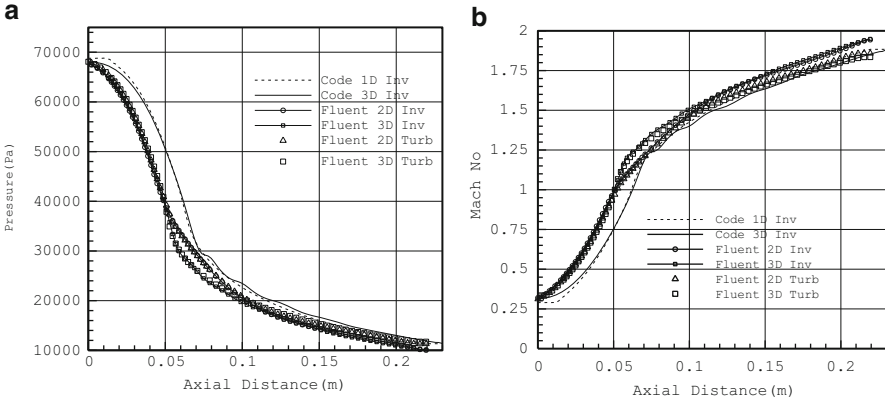 a
70000
60000
50000
40000
30000
20000
10000
Pressure(Pa)
Code 1D Inv
Code 3D Inv
Fluent 2D Inv
Fluent 3D Inv
Fluent 2D Turb
Fluent 3D Turb
0
0.05
0.1
0.15
0.2
Axial Distance(m)
b
2
1.75
1.5
1.25
1
0.75
0.5
0.25
0
Mach No
Code 1D Inv
Code 3D Inv
Fluent 2D Inv
Fluent 3D Inv
Fluent 2D Turb
Fluent 3D Turb
0
0.05
0.1
0.15
0.2
Axial Distance(m)